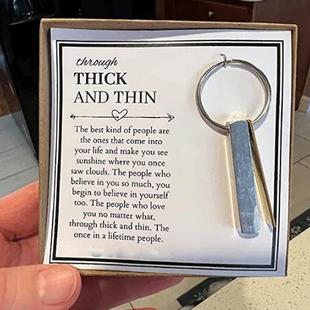 through
THICK
AND THIN
The best kind of people are
the ones that come into
your life and make you see
sunshine where you once
saw clouds. The people who
believe in you so much, you
begin to believe in yourself
too. The people who love
you no matter what,
through thick and thin. The
once in a lifetime people.